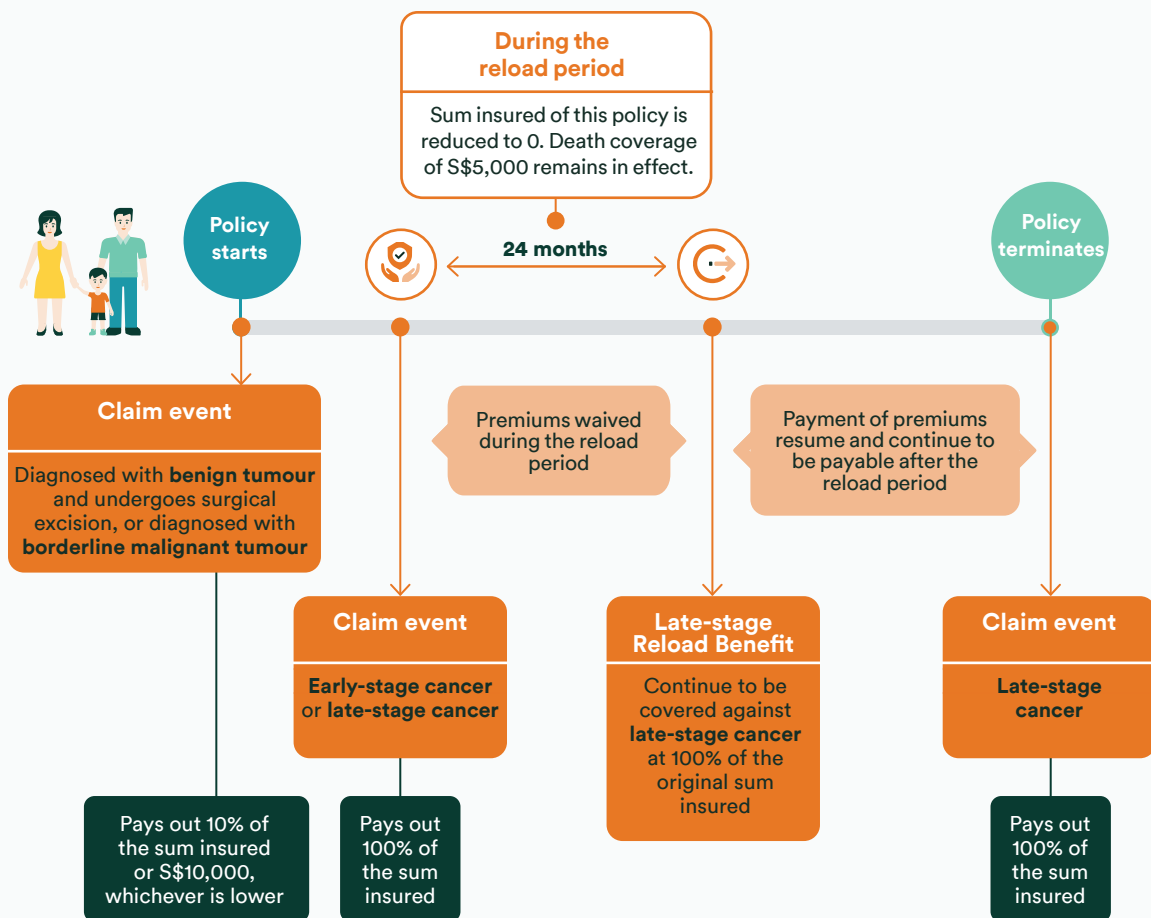 During the
reload period
Sum insured of this policy is
reduced to 0. Death coverage
of S$5,000 remains in effect.
Policy
starts
24 months
Policy
terminates
Claim event
Diagnosed with benign tumour
and undergoes surgical
excision, or diagnosed with
borderline malignant tumour
Premiums waived
during the reload
period
Payment of premiums
resume and continue to
be payable after the
reload period
Claim event
Early-stage cancer
or late-stage cancer
Late-stage
Reload Benefit
Continue to be
covered against
late-stage cancer
at 100% of the
original sum
insured
Claim event
Late-stage
cancer
Pays out 10% of
the sum insured
or S$10,000,
whichever is lower
Pays out
100% of
the sum
insured
Pays out
100% of
the sum
insured